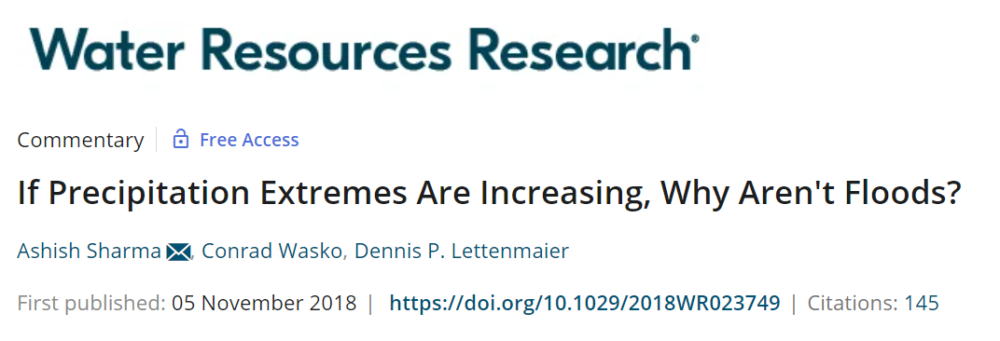 Water Resources Research®
Commentary Free Access
If Precipitation Extremes Are Increasing, Why Aren't Floods?
Ashish Sharma, Conrad Wasko, Dennis P. Lettenmaier
First published: 05 November 2018 | https://doi.org/10.1029/2018WR023749 | Citations: 145